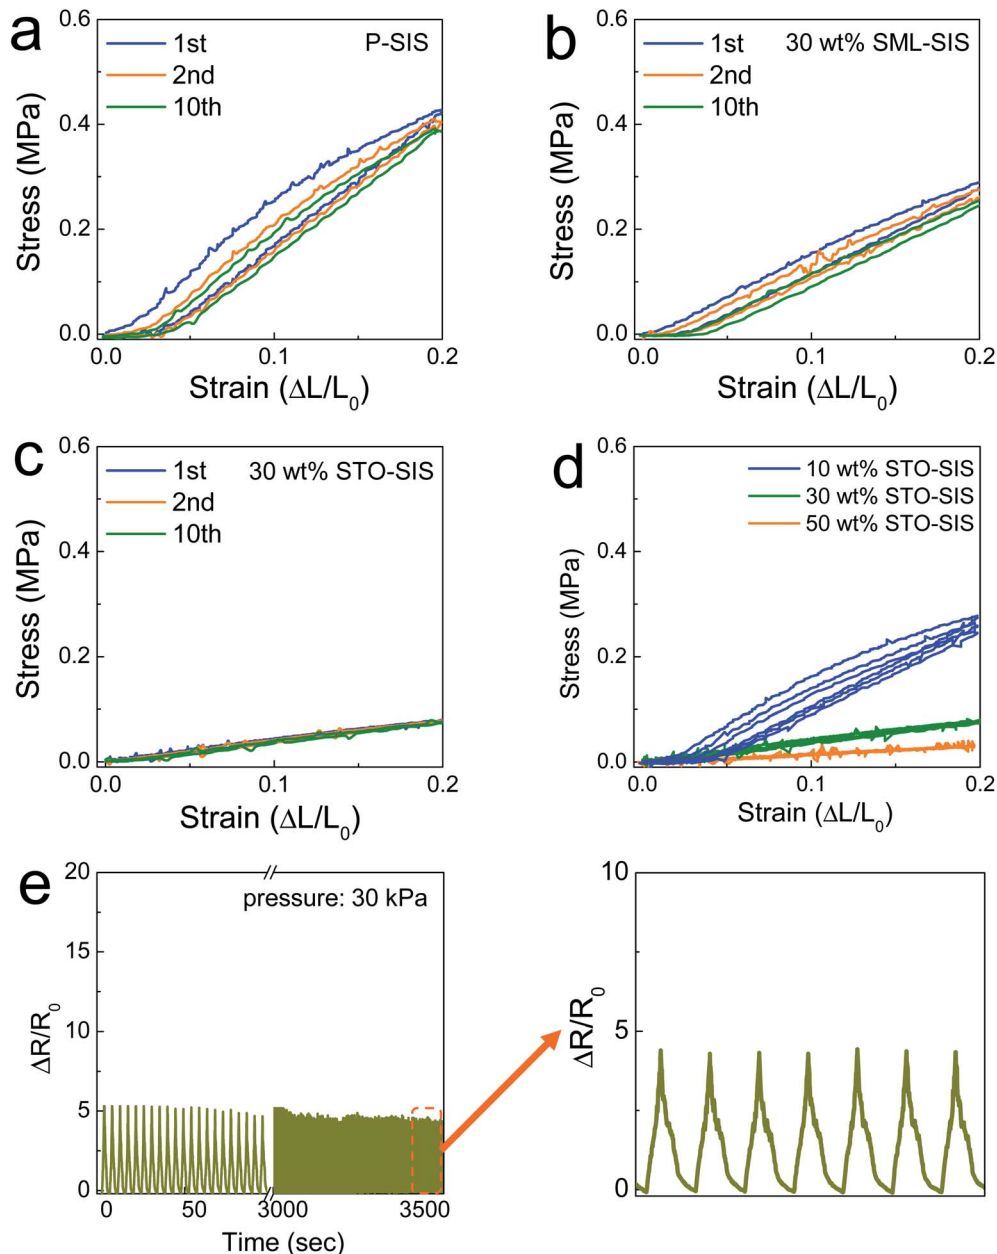 a
P-SIS
1st
2nd
10th
0.6
0.4
0.2
0.0
Stress (MPa)
0.0 0.1 0.2
Strain (ΔL/L₀)
b
30 wt% SML-SIS
1st
2nd
10th
0.6
0.4
0.2
0.0
Stress (MPa)
0.0 0.1 0.2
Strain (ΔL/L₀)
c
30 wt% STO-SIS
1st
2nd
10th
0.6
0.4
0.2
0.0
Stress (MPa)
0.0 0.1 0.2
Strain (ΔL/L₀)
d
10 wt% STO-SIS
30 wt% STO-SIS
50 wt% STO-SIS
0.6
0.4
0.2
0.0
Stress (MPa)
0.0 0.1 0.2
Strain (ΔL/L₀)
e
pressure: 30 kPa
20
15
10
5
0
ΔR/R₀
0 50 3000 3500
Time (sec)
10
5
0
ΔR/R₀